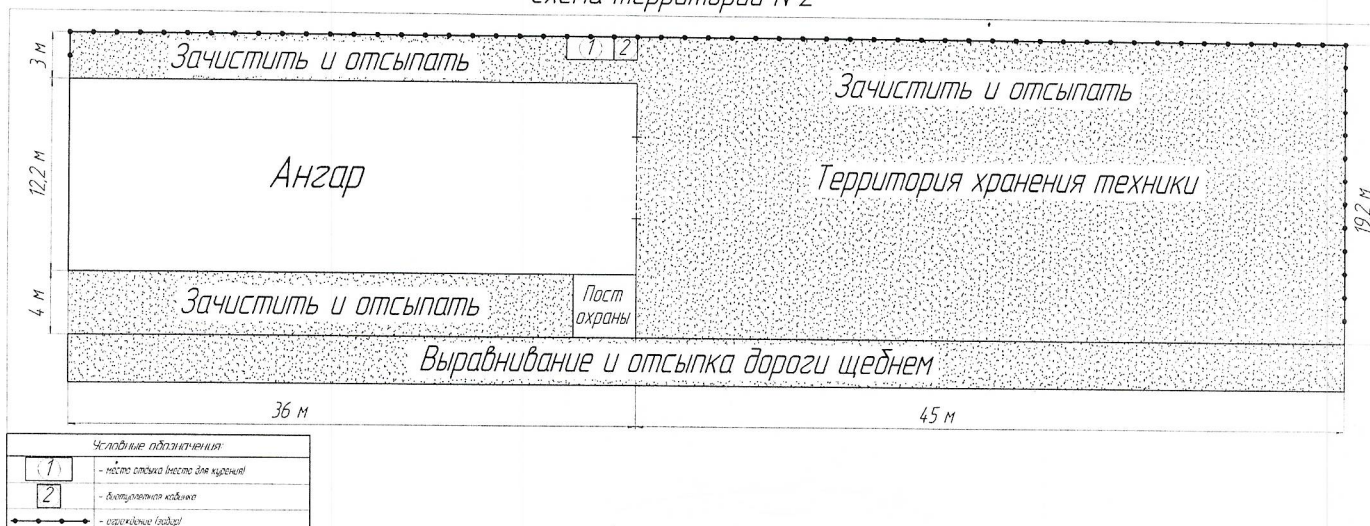 схема территории №2
3 м
Зачистить и отсыпать
(1)
2
Зачистить и отсыпать
12,2 м
Ангар
Территория хранения техники
19,2 м
4 м
Зачистить и отсыпать
Пост
охраны
Выравнивание и отсыпка дороги щебнем
36 м
45 м
Условные обозначения:
(1)
- место отдыха (место для курения)
2
- биотуалетная кабинка
- ограждение (забор)